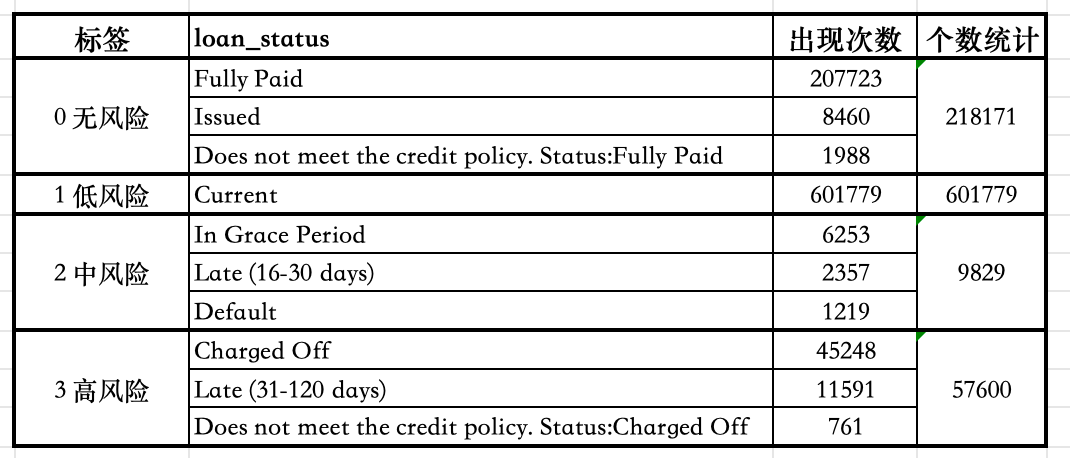 标签 loan_status 出现次数 个数统计
0 无风险 Fully Paid 207723 218171
Issued 8460
Does not meet the credit policy. Status:Fully Paid 1988
1 低风险 Current 601779 601779
2 中风险 In Grace Period 6253 9829
Late (16-30 days) 2357
Default 1219
3 高风险 Charged Off 45248 57600
Late (31-120 days) 11591
Does not meet the credit policy. Status:Charged Off 761